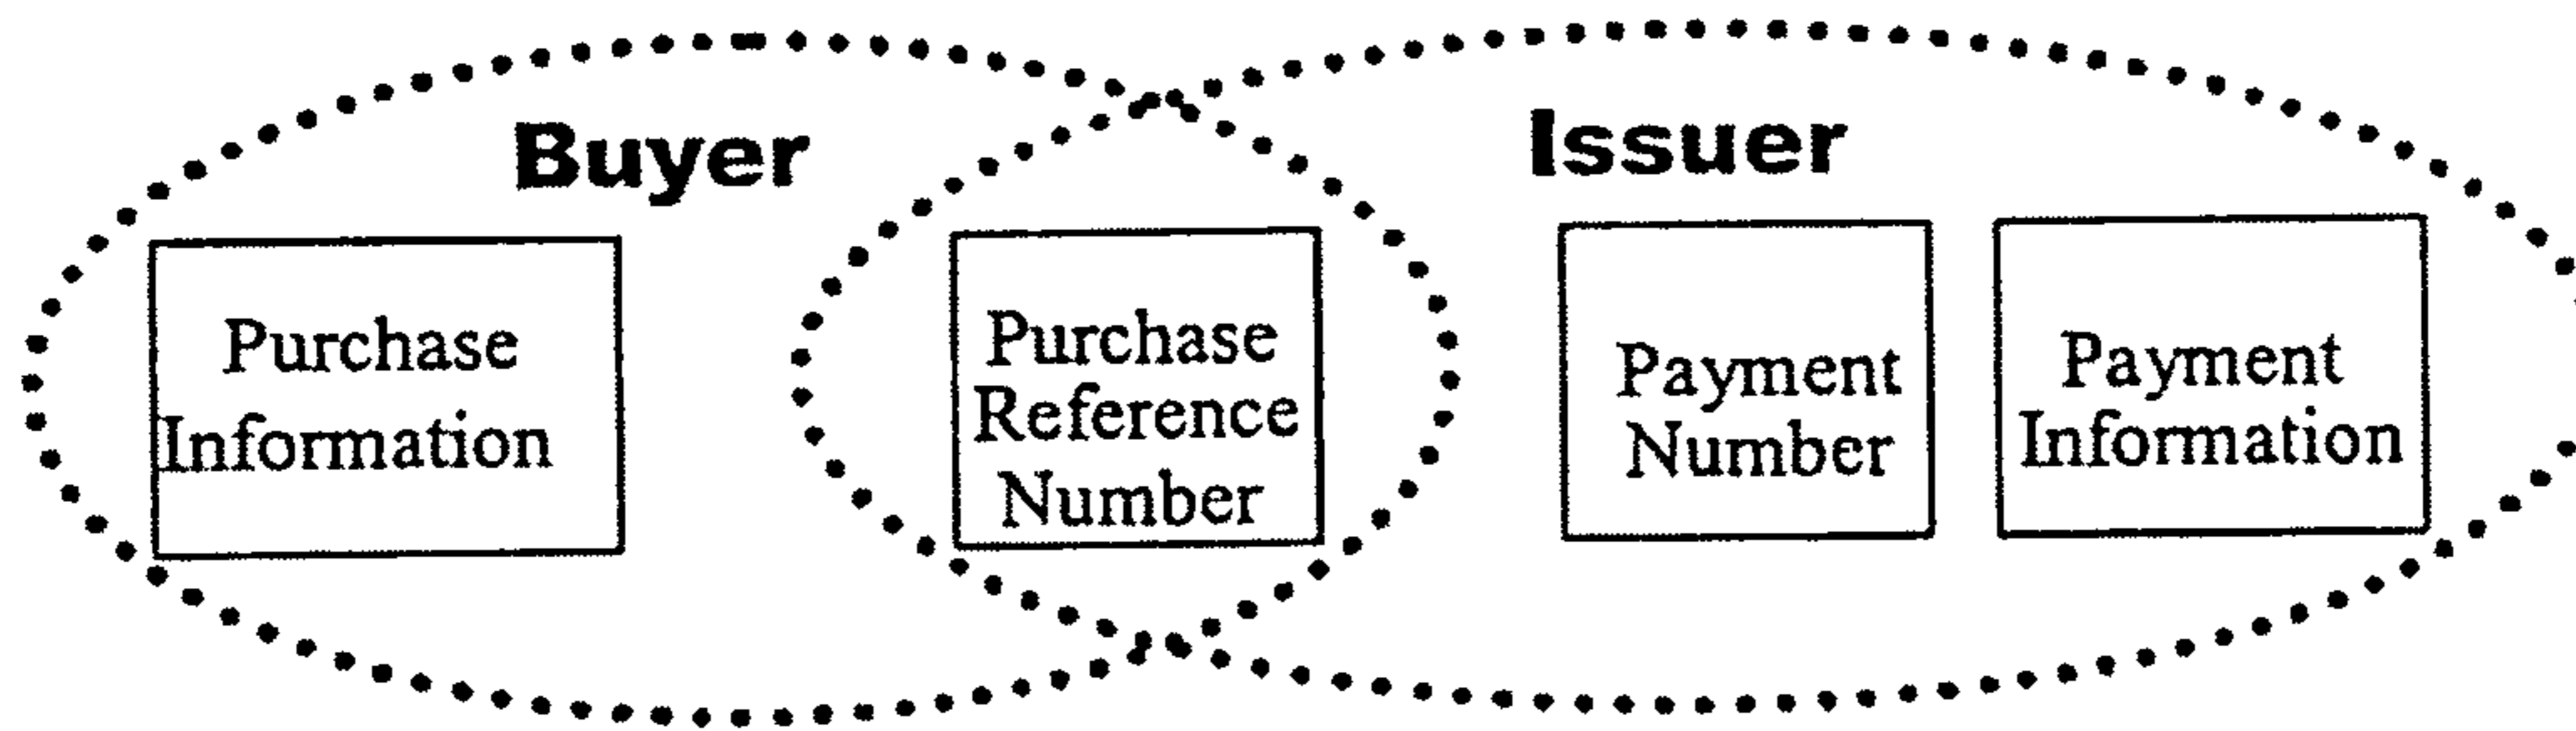 Buyer
Issuer
Purchase
Information
Purchase
Reference
Number
Payment
Number
Payment
Information